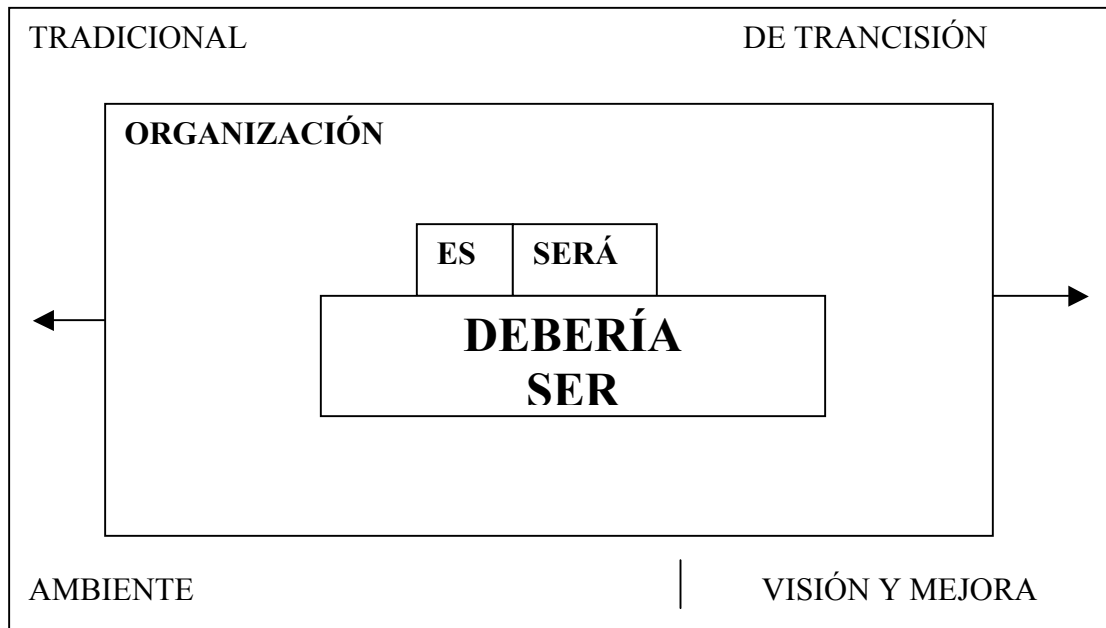 TRADICIONAL DE TRANCISIÓN
ORGANIZACIÓN
ES SERÁ
DEBERÍA
SER
AMBIENTE VISIÓN Y MEJORA